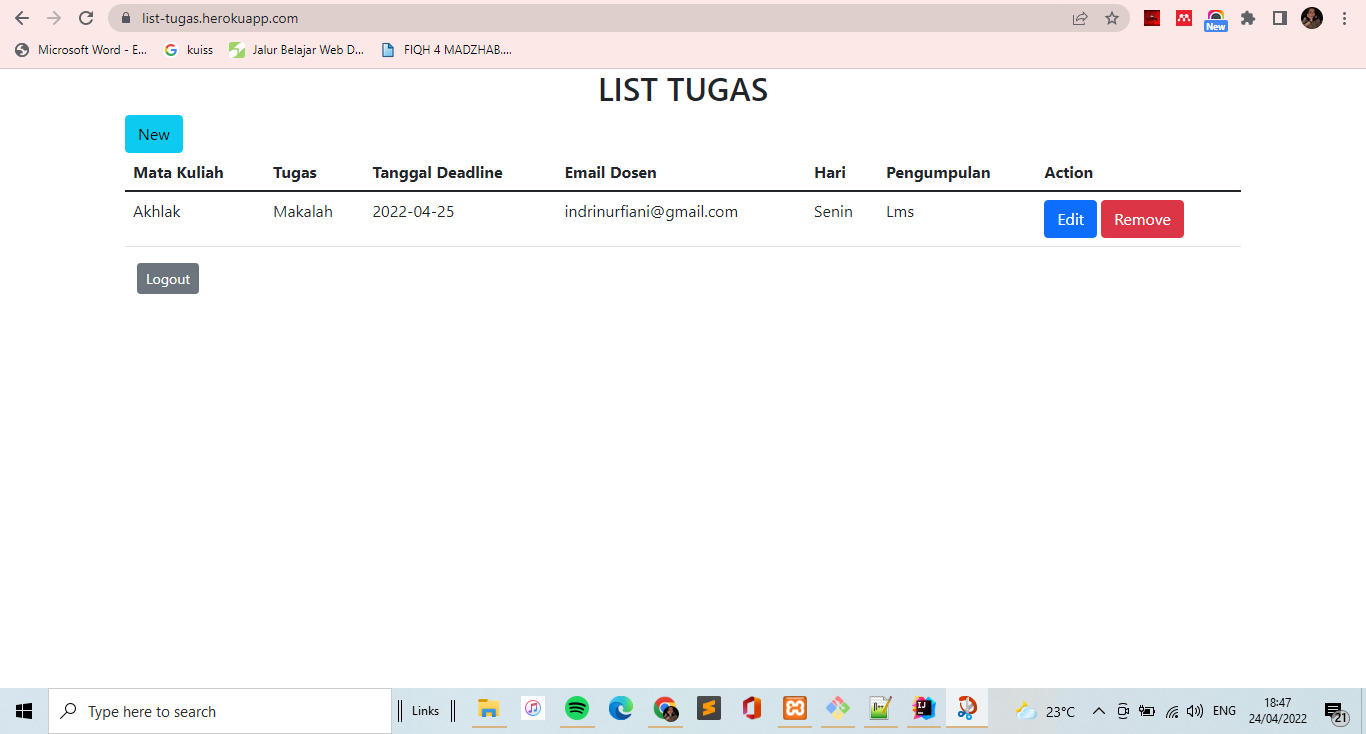 list-tugas.herokuapp.com
New
Microsoft Word - E... kuiss Jalur Belajar Web D... FIQH 4 MADZHAB....
LIST TUGAS
New
Mata Kuliah Tugas Tanggal Deadline Email Dosen Hari Pengumpulan Action
Akhlak Makalah 2022-04-25 indrinurfiani@gmail.com Senin Lms Edit Remove
Logout
Type here to search Links 23°C ENG 18:47
24/04/2022 21